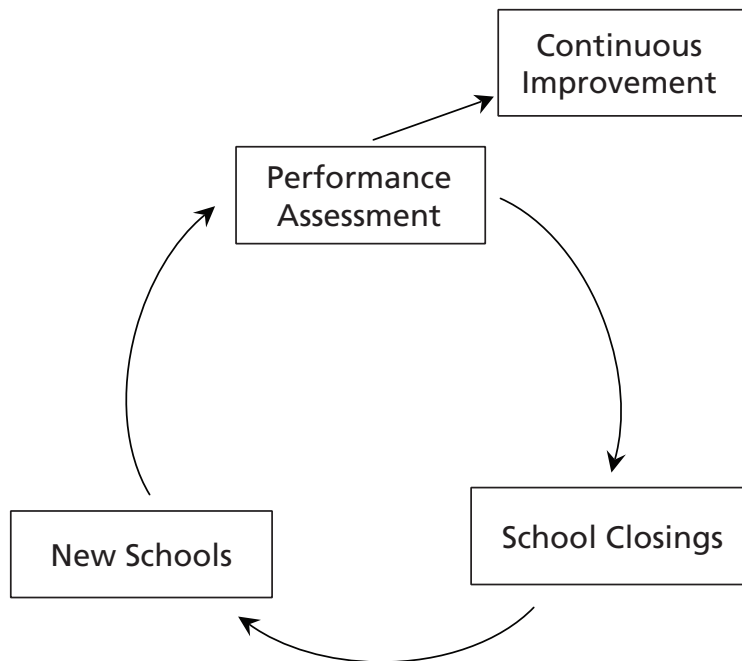 Continuous
Improvement
Performance
Assessment
School Closings
New Schools